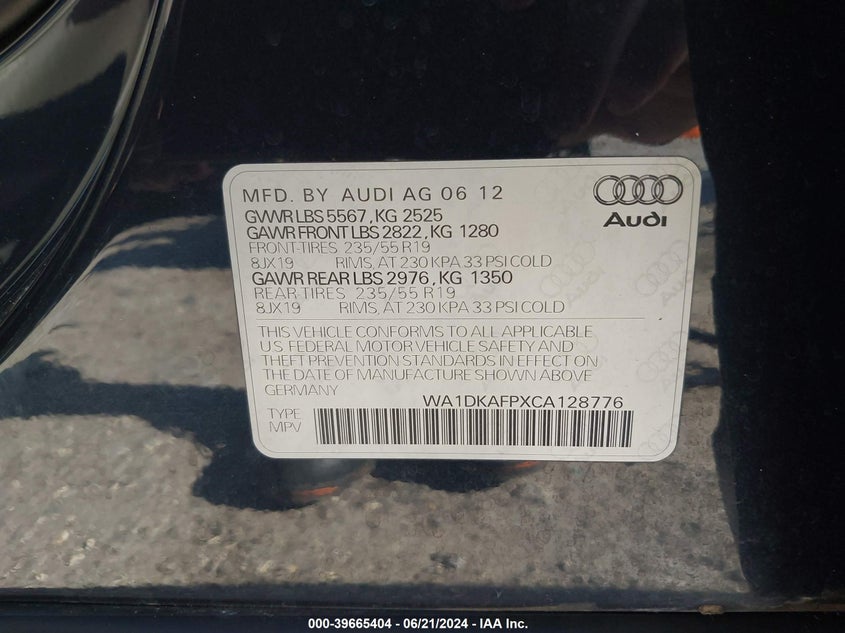 MFD. BY AUDI AG 06 12
Audi
GVWR LBS 5567, KG 2525
GAWR FRONT LBS 2822, KG 1280
FRONT-TIRES 235/55 R19
8JX19 RIMS, AT 230 KPA 33 PSI COLD
GAWR REAR LBS 2976, KG 1350
REAR-TIRES 235/55 R19
8JX19 RIMS, AT 230 KPA 33 PSI COLD
THIS VEHICLE CONFORMS TO ALL APPLICABLE
U.S. FEDERAL MOTOR VEHICLE SAFETY AND
THEFT PREVENTION STANDARDS IN EFFECT ON
THE DATE OF MANUFACTURE SHOWN ABOVE
GERMANY
WA1DKAFPXCA128776
TYPE
MPV
000-39665404 - 06/21/2024 - IAA Inc.